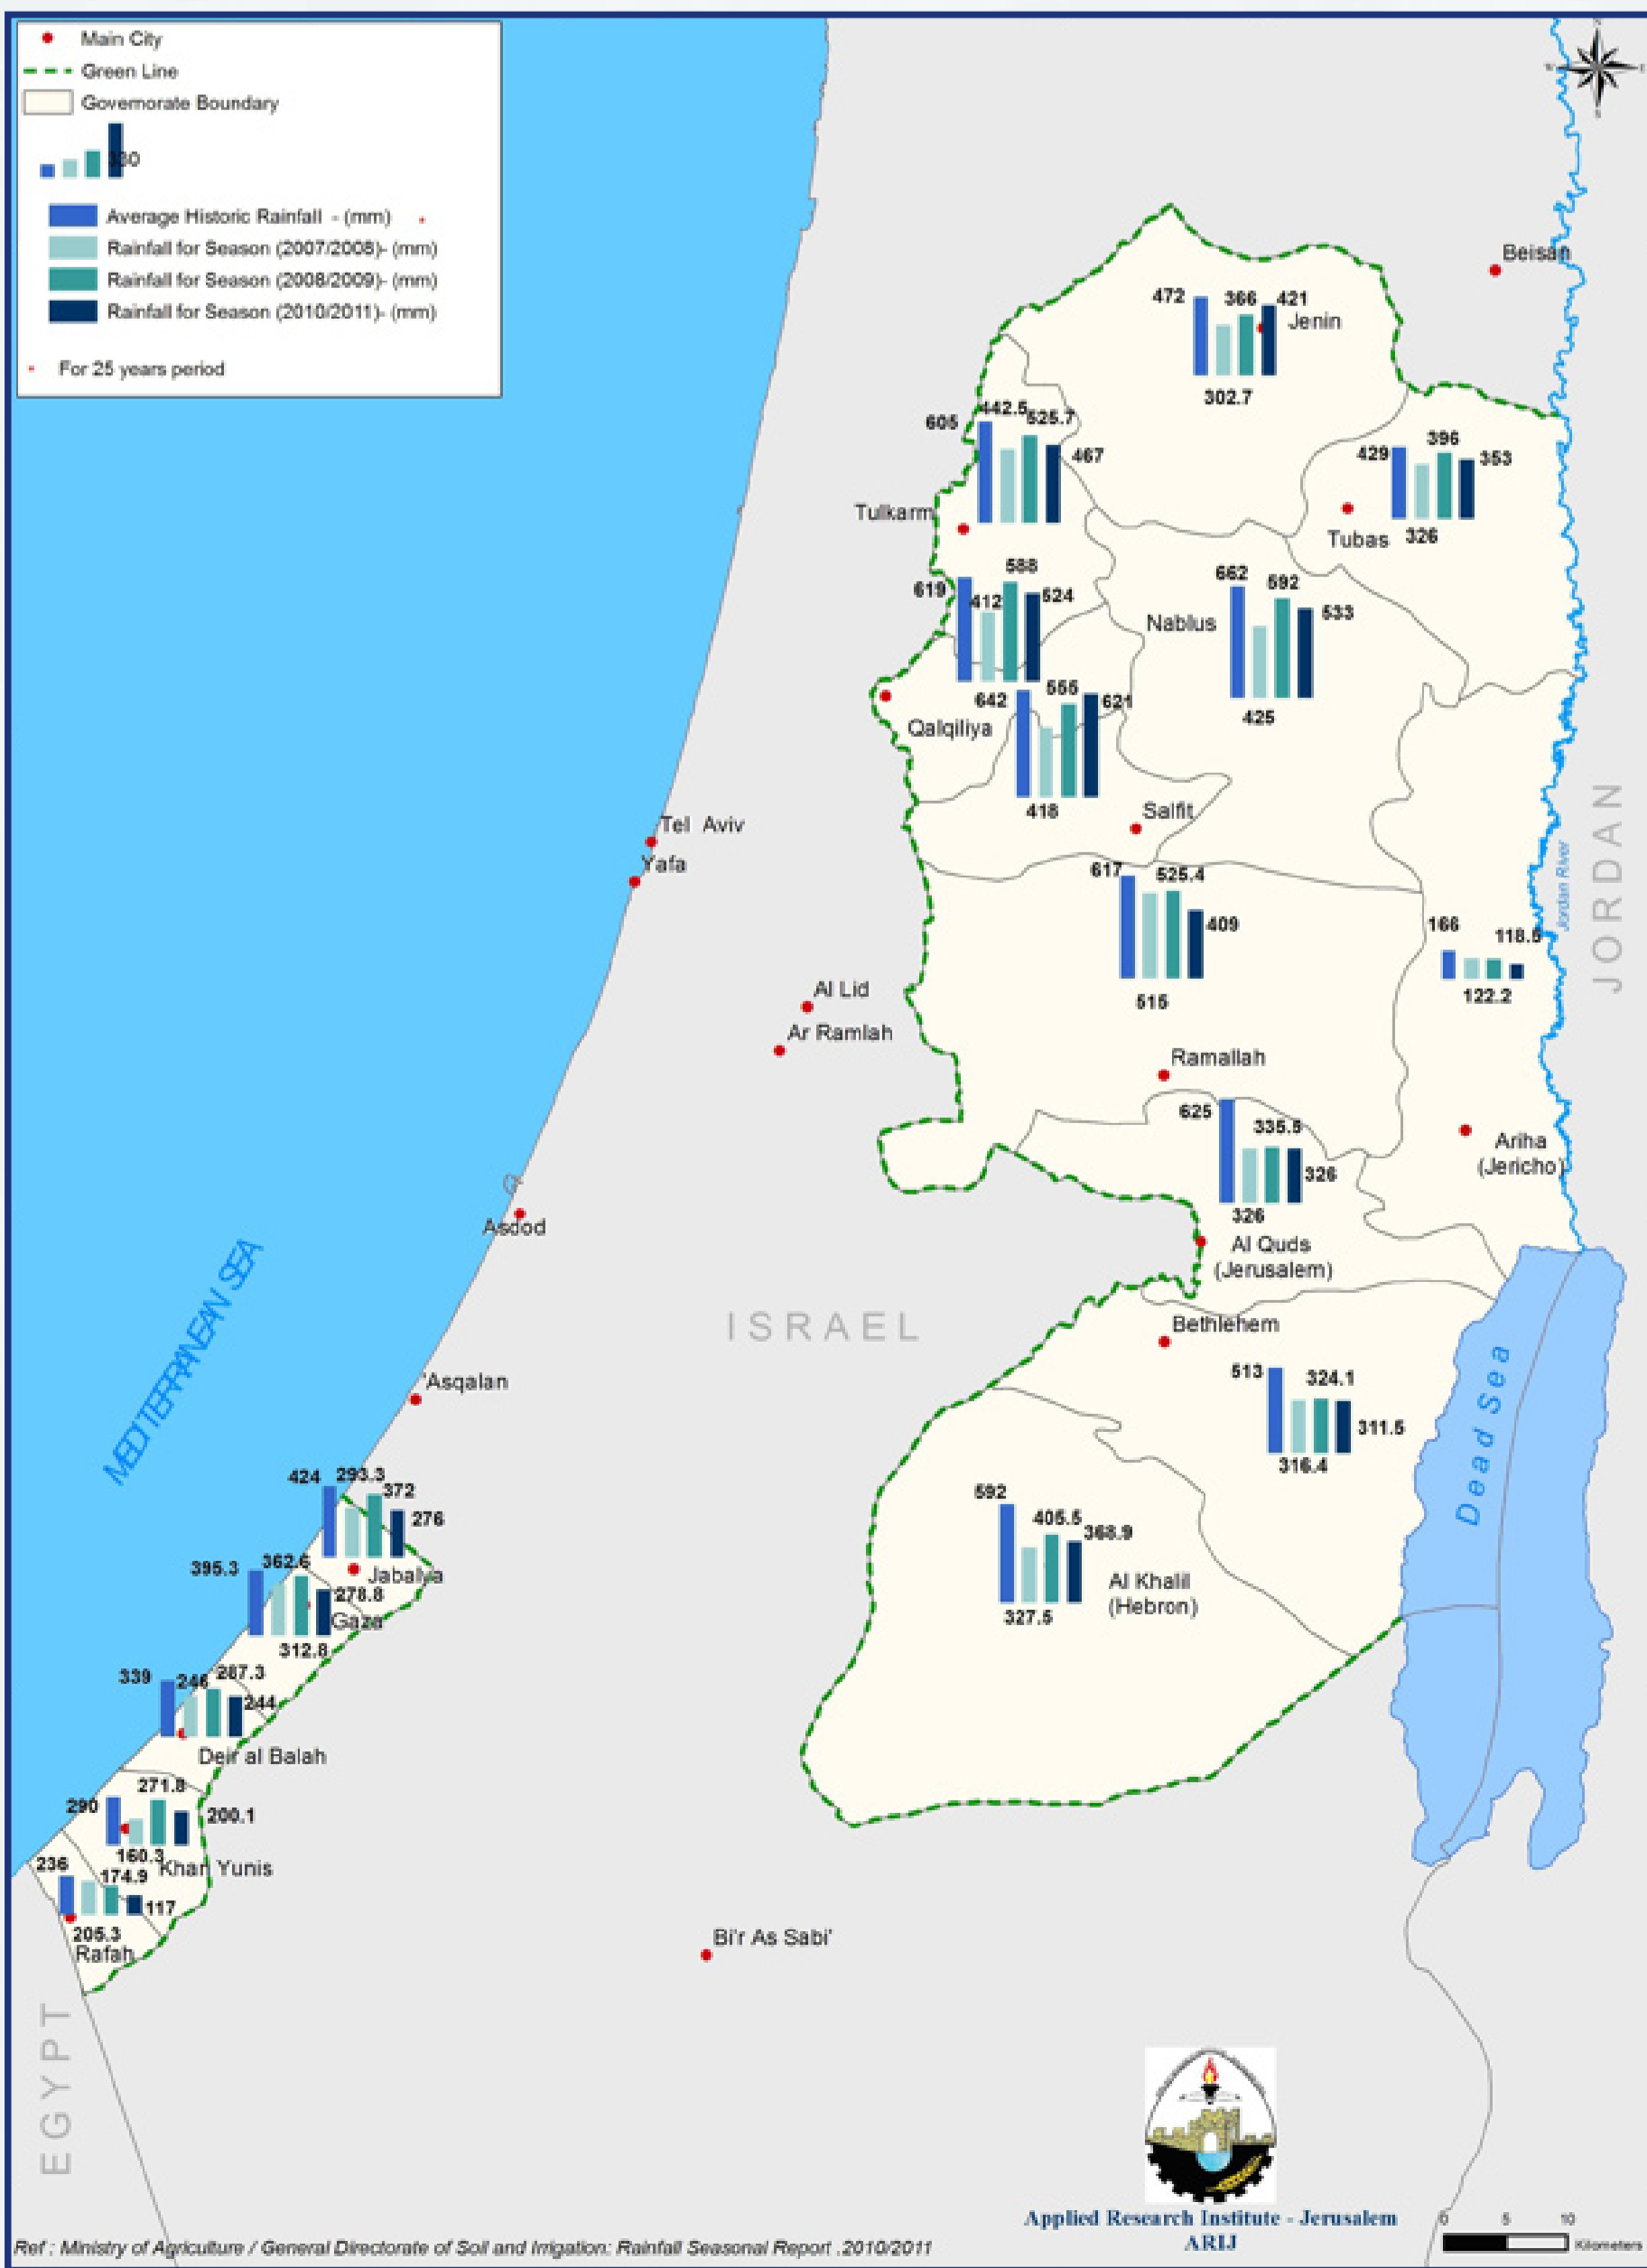 Main City
Green Line
Governorate Boundary
Average Historic Rainfall - (mm)
Rainfall for Season (2007/2008)- (mm)
Rainfall for Season (2008/2009)- (mm)
Rainfall for Season (2010/2011)- (mm)
For 25 years period
Beisan
472 366 421
Jenin
302.7
605 442.5 525.7
467
429 396 353
Tulkarm
Tubas 326
619 412 588 524
662 592
Nablus 533
425
642 555 621
Qalqiliya
418
Salfit
Tel Aviv
Yafa
617 525.4
409
515
166
122.2
Jordan River
JORDAN
Al Lid
Ar Ramlah
Ramallah
625 335.5
326
326
Ariha
(Jericho)
Al Quds
(Jerusalem)
Asdod
MEDITERRANEAN SEA
ISRAEL
Bethlehem
513 324.1
311.5
316.4
Dead Sea
'Asqalan
424 293.3
372
276
Jabalya
592 405.5
368.9
327.5
Al Khalil
(Hebron)
395.3 362.6
278.8
Gaza
312.8
339 246 287.3
244
Deir al Balah
290 271.8
200.1
160.3
Khan Yunis
236 174.9
117
205.3
Rafah
Bi'r As Sabi'
EGYPT
Applied Research Institute - Jerusalem
ARIJ
0 5 10
Kilometers
Ref : Ministry of Agriculture / General Directorate of Soil and Irrigation: Rainfall Seasonal Report .2010/2011